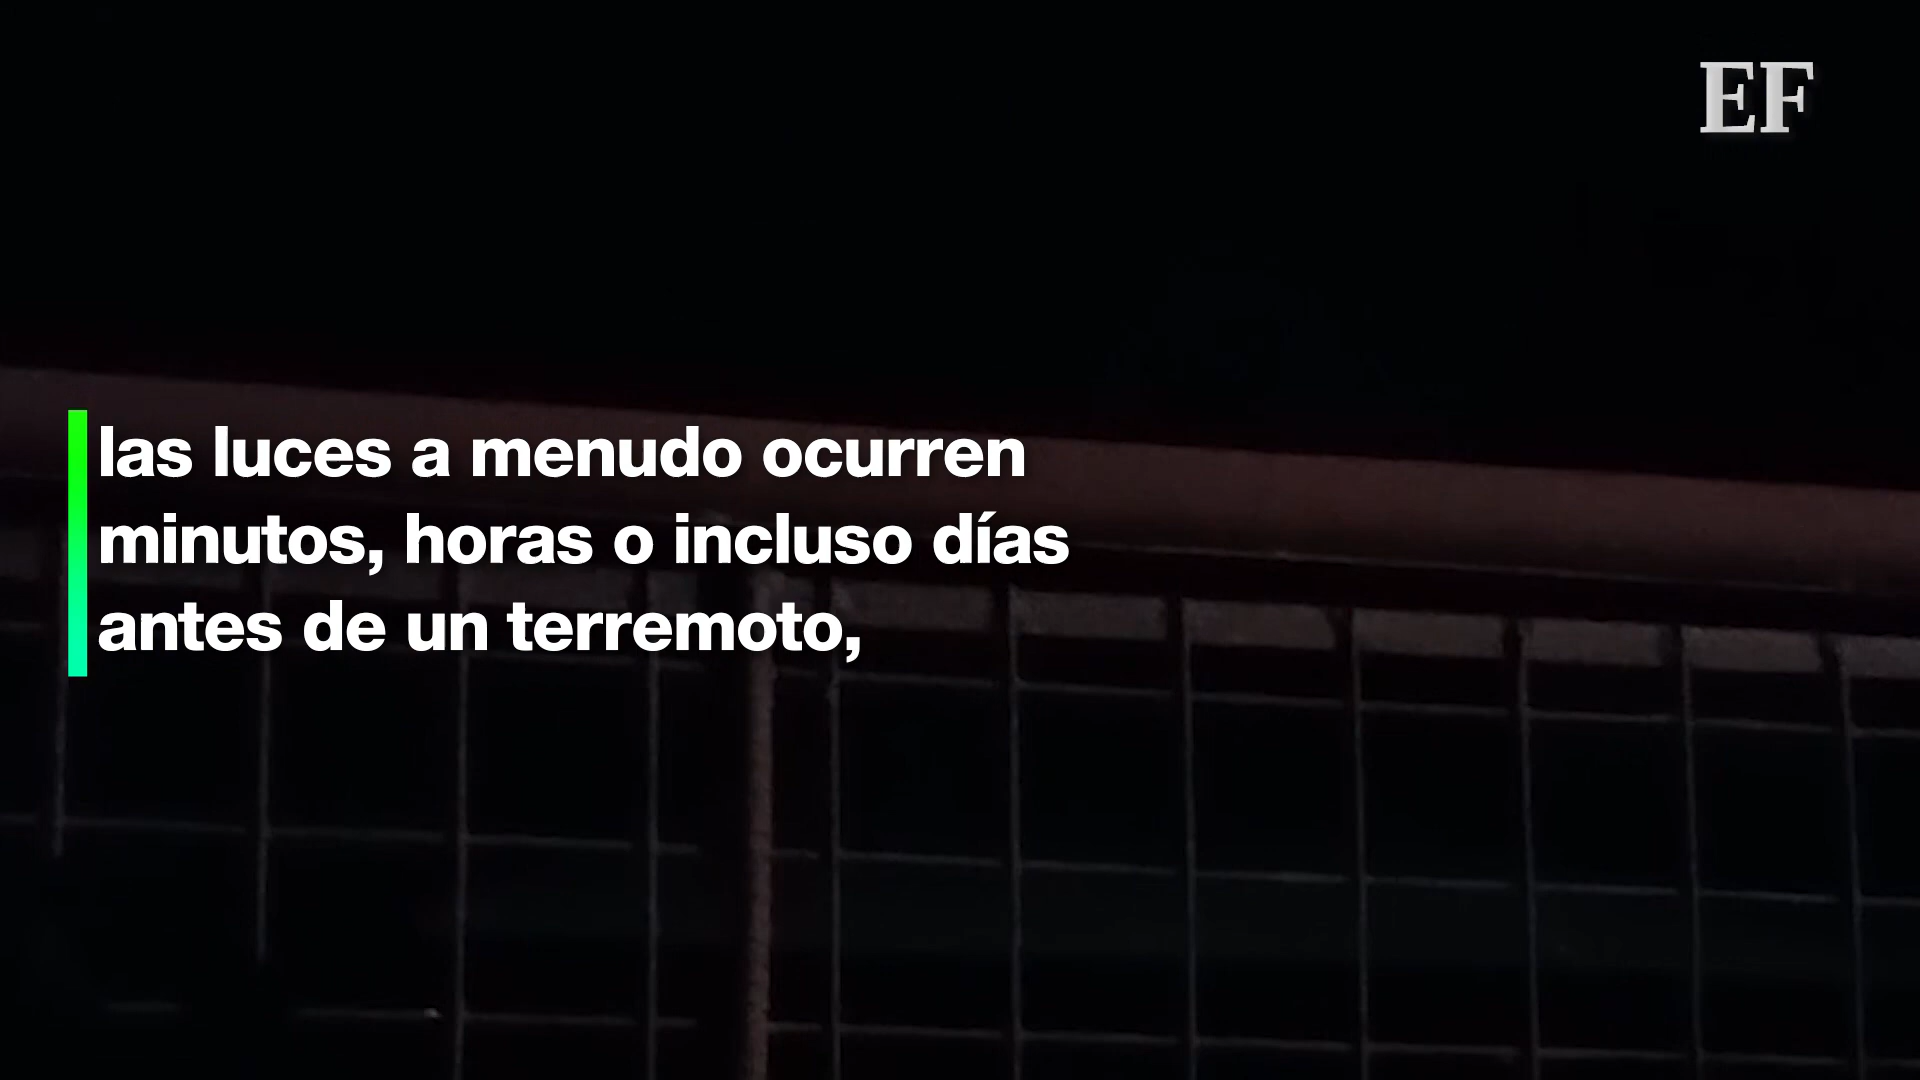 EF
las luces a menudo ocurren
minutos, horas o incluso días
antes de un terremoto,